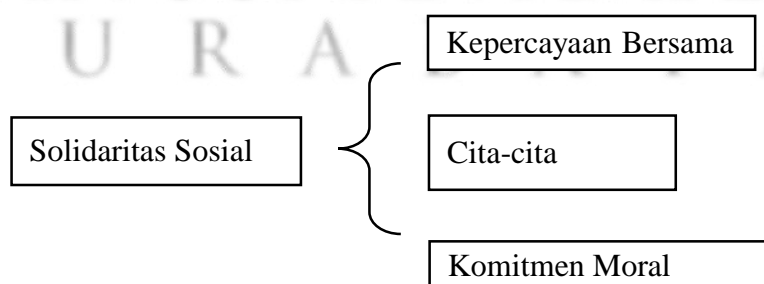 U R A B A Y A
Kepercayaan Bersama
Solidaritas Sosial
Cita-cita
Komitmen Moral